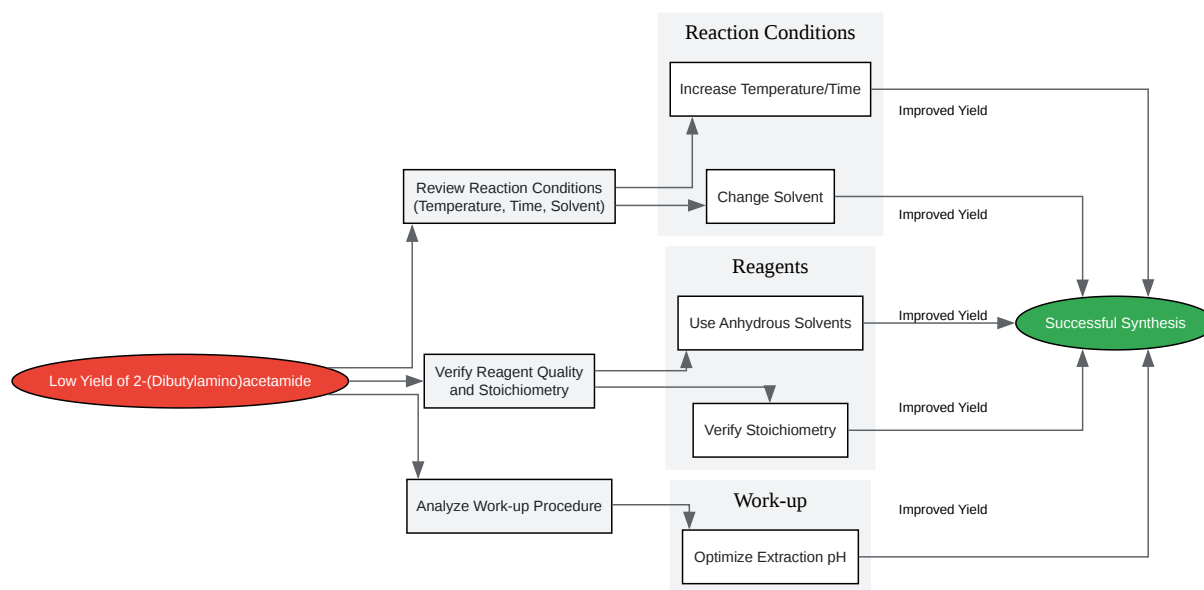 Reaction Conditions
Increase Temperature/Time
Improved Yield
Review Reaction Conditions
(Temperature, Time, Solvent)
Change Solvent
Improved Yield
Reagents
Use Anhydrous Solvents
Improved Yield
Successful Synthesis
Low Yield of 2-(Dibutylamino)acetamide
Verify Reagent Quality
and Stoichiometry
Improved Yield
Verify Stoichiometry
Work-up
Analyze Work-up Procedure
Improved Yield
Optimize Extraction pH